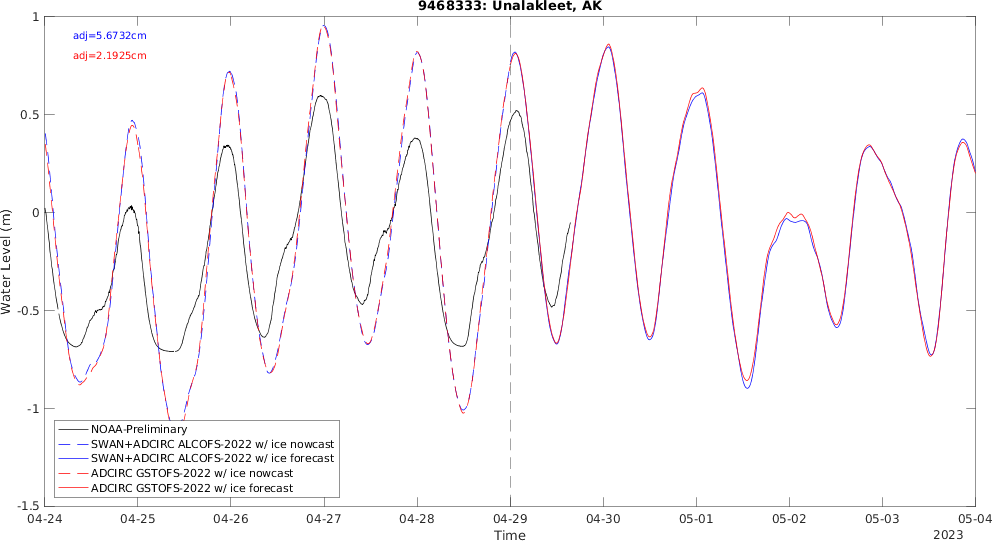 9468333: Unalakleet, AK
adj=5.6732cm
adj=2.1925cm
1
0.5
0
-0.5
-1
-1.5
Water Level (m)
NOAA-Preliminary
SWAN+ADCIRC ALCOFS-2022 w/ ice nowcast
SWAN+ADCIRC ALCOFS-2022 w/ ice forecast
ADCIRC GSTOFS-2022 w/ ice nowcast
ADCIRC GSTOFS-2022 w/ ice forecast
04-24 04-25 04-26 04-27 04-28 04-29 04-30 05-01 05-02 05-03 05-04
Time
2023